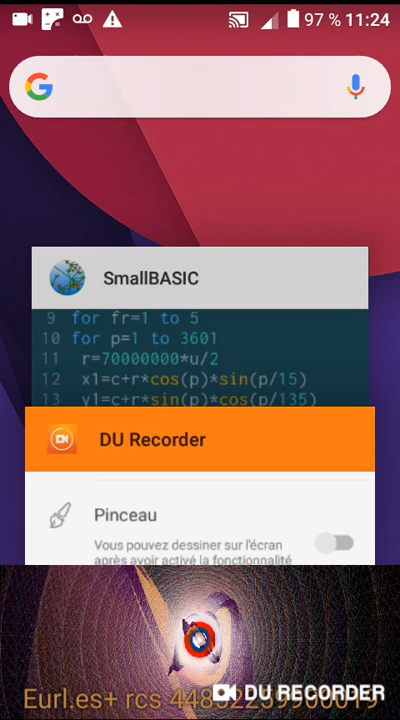 97 % 11:24
SmallBASIC
9 for fr=1 to 5
10 for p=1 to 3601
11 r=70000000*u/2
12 x1=c+r*cos(p)*sin(p/15)
13 y1=c+r*sin(p)*cos(p/135)
DU Recorder
Pinceau
Vous pouvez dessiner sur l'écran
après avoir activé la fonctionnalité
DU RECORDER
Eurl.es+ rcs